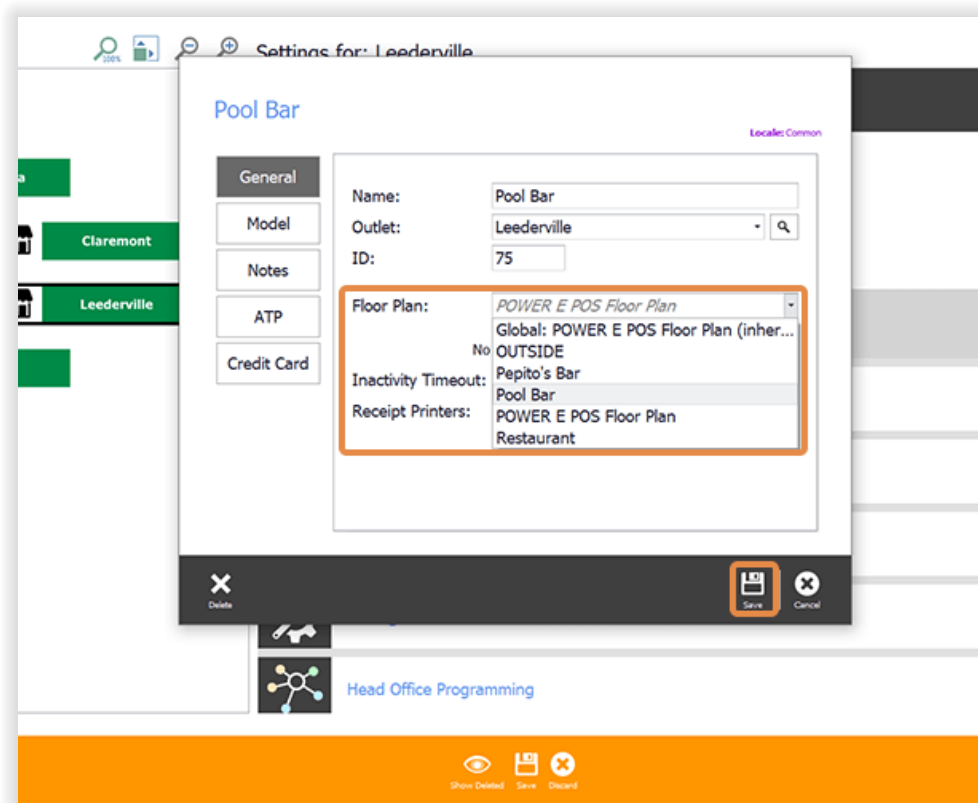 100%
Settings for: Leederville
Pool Bar
Locale: Common
a
General
Model
Notes
ATP
Credit Card
Name: Pool Bar
Outlet: Leederville
ID: 75
Floor Plan: POWER E POS Floor Plan
Global: POWER E POS Floor Plan (inher...
No OUTSIDE
Pepito's Bar
Inactivity Timeout:
Pool Bar
Receipt Printers: POWER E POS Floor Plan
Restaurant
Claremont
Leederville
Delete
Save
Cancel
Head Office Programming
Show Deleted
Save
Discard